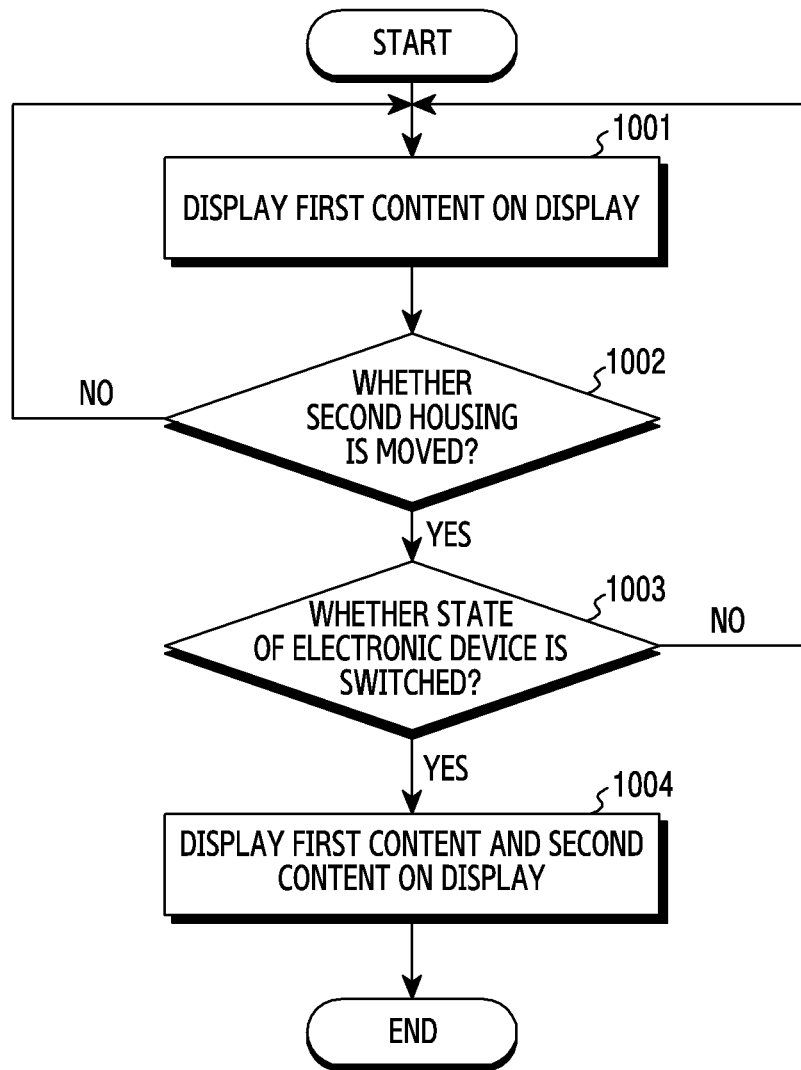 START
1001
DISPLAY FIRST CONTENT ON DISPLAY
1002
WHETHER
SECOND HOUSING
IS MOVED?
NO
YES
1003
WHETHER STATE
OF ELECTRONIC DEVICE IS
SWITCHED?
NO
YES
1004
DISPLAY FIRST CONTENT AND SECOND
CONTENT ON DISPLAY
END